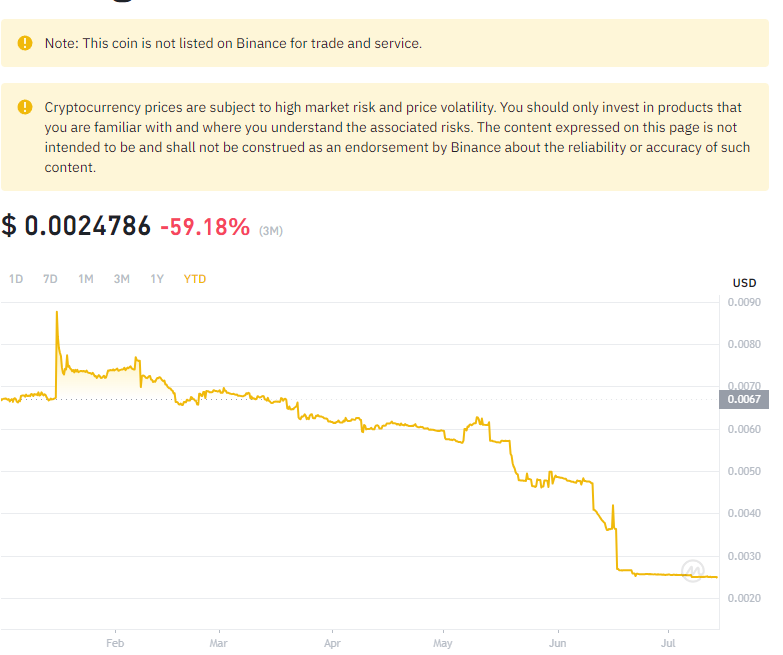 Note: This coin is not listed on Binance for trade and service.
Cryptocurrency prices are subject to high market risk and price volatility. You should only invest in products that
you are familiar with and where you understand the associated risks. The content expressed on this page is not
intended to be and shall not be construed as an endorsement by Binance about the reliability or accuracy of such
content.
$ 0.0024786 -59.18% (3M)
1D 7D 1M 3M 1Y YTD
USD
0.0090
0.0080
0.0070
0.0067
0.0060
0.0050
0.0040
0.0030
0.0020
Feb Mar Apr May Jun Jul